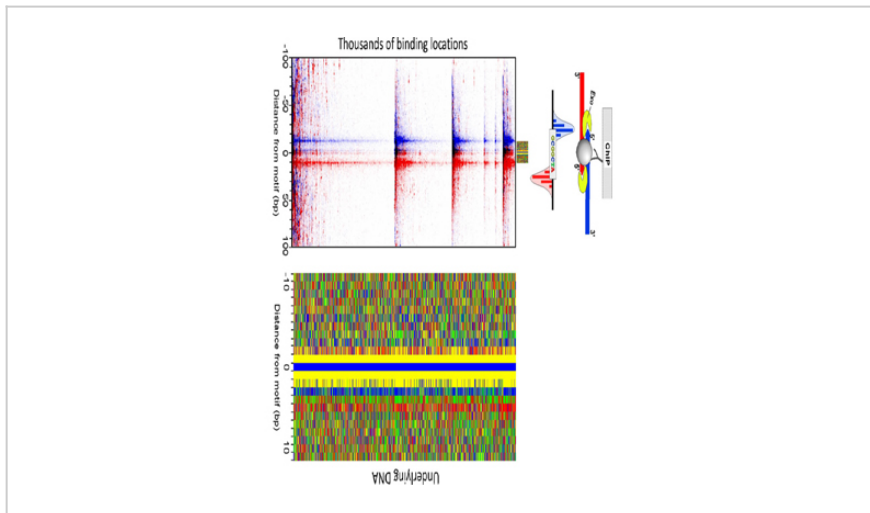 Thousands of binding locations
-100
-50
0
50
100
Distance from motif (bp)
Exo
ChIP
5'
5'
3'
-10
0
10
Distance from motif (bp)
Underlying DNA